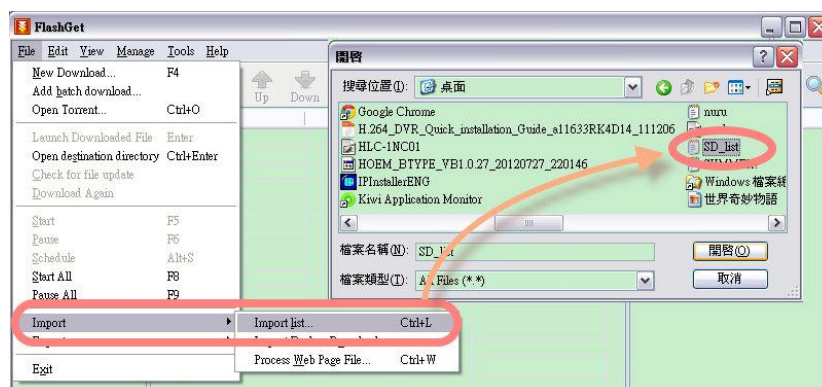 FlashGet
File Edit View Manage Tools Help
New Download... F4
Add batch download...
Open Torrent... Ctrl+O
Launch Downloaded File Enter
Open destination directory Ctrl+Enter
Check for file update
Download Again
Start F5
Pause F6
Schedule Alt+S
Start All F8
Pause All F9
Import
Exit
Import list... Ctrl+L
Process Web Page File... Ctrl+W
Up Down
開啓
搜尋位置(I): 桌面
Google Chrome
H.264_DVR_Quick_installation_Guide_a11633RK4D14_111206
HLC-1NC01
HOEM_BTYPE_VB1.0.27_20120727_220146
IPInstallerENG
Kiwi Application Monitor
nuru
SD_list
Windows 檔案
世界奇妙物語
檔案名稱(N): SD_list
開啓(O)
檔案類型(T): All Files (*.*)
取消